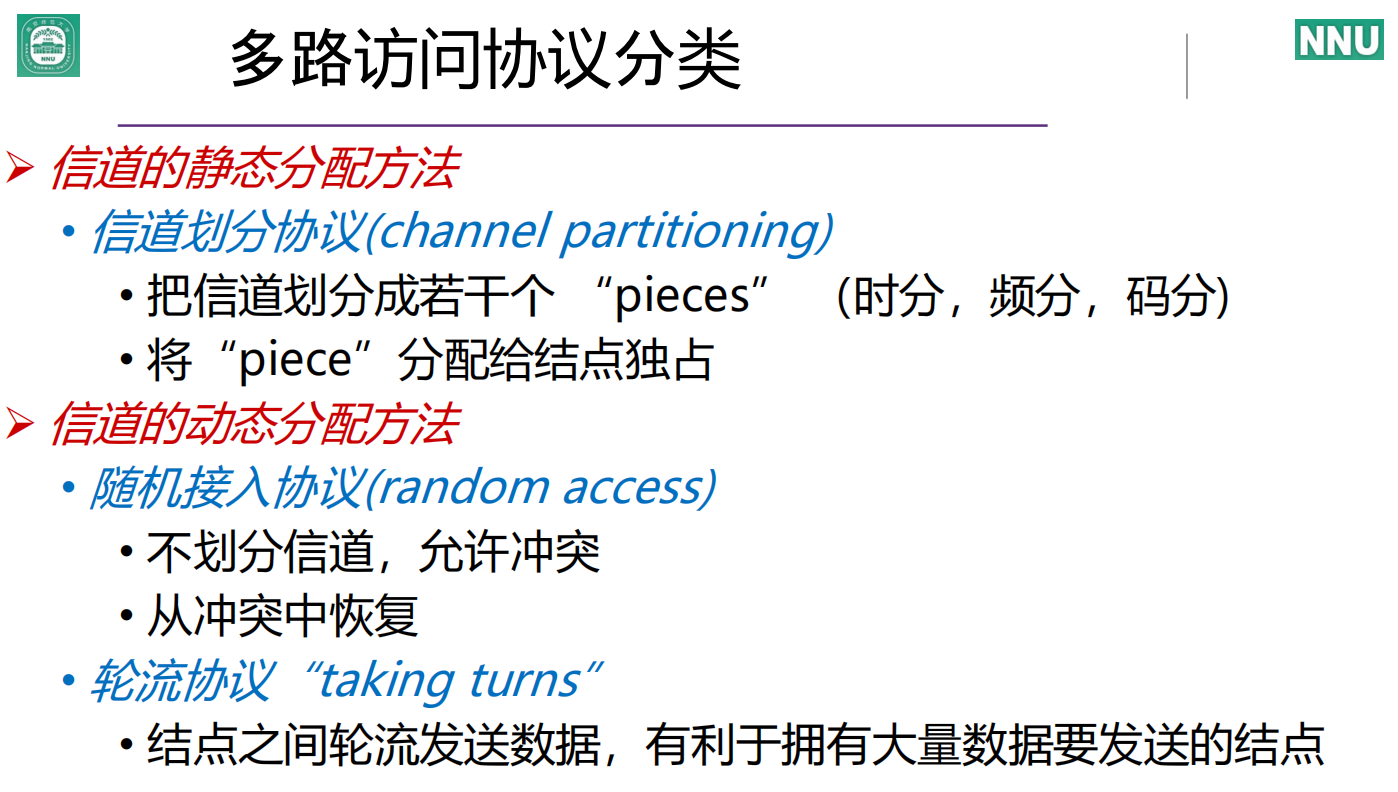 NNU
多路访问协议分类
NNU
➢ 信道的静态分配方法
• 信道划分协议(channel partitioning)
• 把信道划分成若干个 “pieces” （时分，频分，码分)
• 将“piece”分配给结点独占
➢ 信道的动态分配方法
• 随机接入协议(random access)
• 不划分信道，允许冲突
• 从冲突中恢复
• 轮流协议“taking turns”
• 结点之间轮流发送数据，有利于拥有大量数据要发送的结点